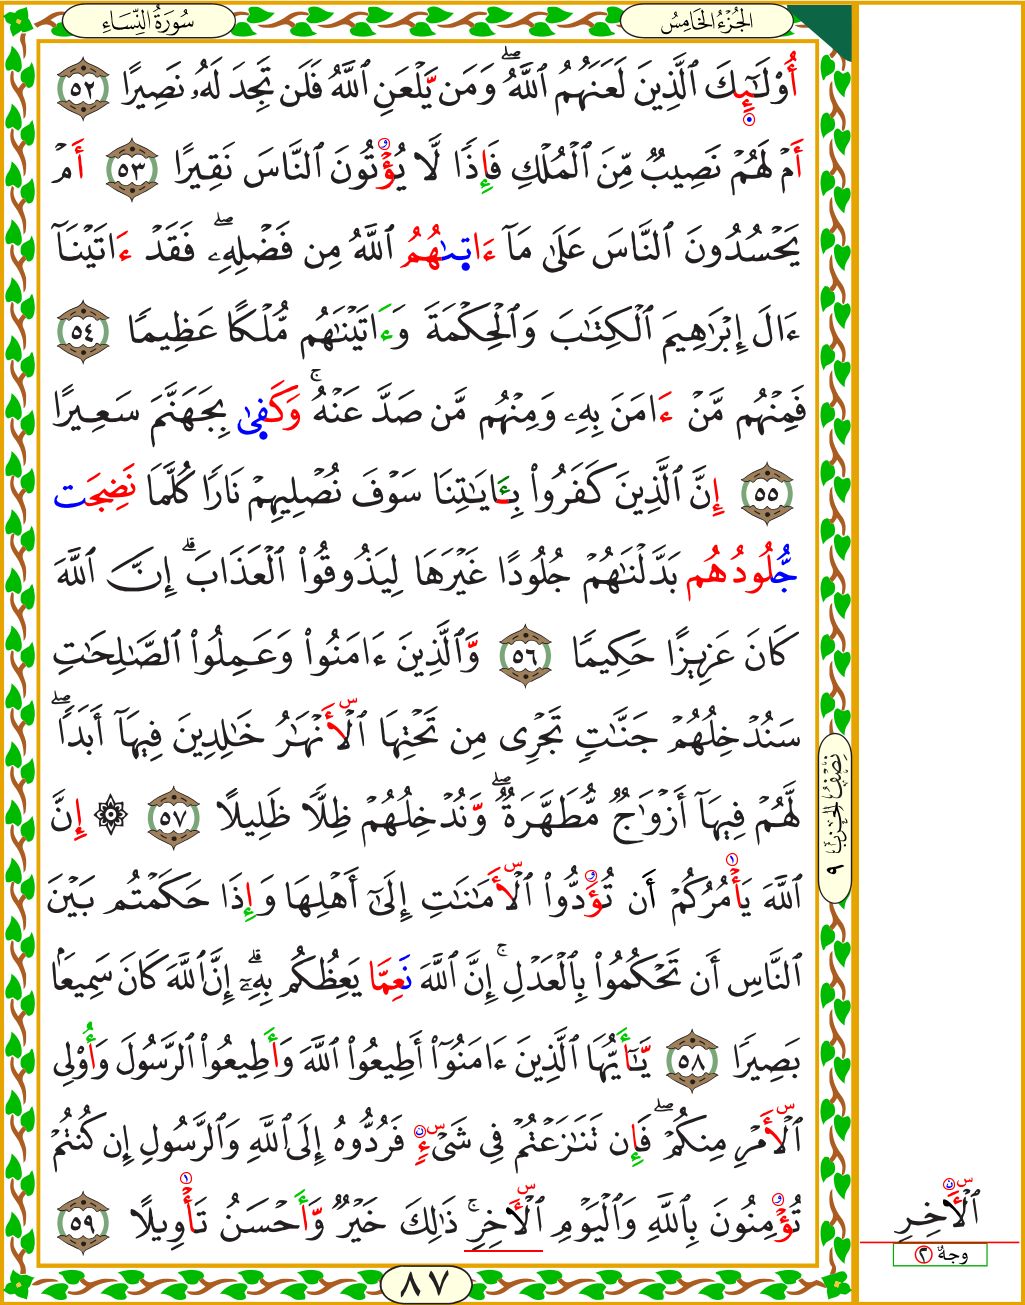 الجُزْءُ الخَامِسُ
سُورَةُ النِّسَاءِ
أُوْلَٰٓئِكَ ٱلَّذِينَ لَعَنَهُمُ ٱللَّهُۖ وَمَن يَّلْعَنِ ٱللَّهُ فَلَن تَجِدَ لَهُۥ نَصِيرًا ٥٢
أَمْ لَهُمْ نَصِيبٌ مِّنَ ٱلْمُلْكِ فَإِذًا لَّا يُؤْتُونَ ٱلنَّاسَ نَقِيرًا ٥٣ أَمْ
يَحْسُدُونَ ٱلنَّاسَ عَلَىٰ مَآ ءَاتىٰهُمُ ٱللَّهُ مِن فَضْلِهِۦۖ فَقَدْ ءَاتَيْنَآ
ءَالَ إِبْرَٰهِيمَ ٱلْكِتَٰبَ وَٱلْحِكْمَةَ وَءَاتَيْنَٰهُم مُّلْكًا عَظِيمًا ٥٤
فَمِنْهُم مَّنْ ءَامَنَ بِهِۦ وَمِنْهُم مَّن صَدَّ عَنْهُۚ وَكَفىٰ بِجَهَنَّمَ سَعِيرًا
٥٥ إِنَّ ٱلَّذِينَ كَفَرُوا۟ بِـَٔايَٰتِنَا سَوْفَ نُصْلِيهِمْ نَارًا كُلَّمَا نَضِجَت
جُّلُودُهُم بَدَّلْنَٰهُمْ جُلُودًا غَيْرَهَا لِيَذُوقُوا۟ ٱلْعَذَابَۗ إِنَّ ٱللَّهَ
كَانَ عَزِيزًا حَكِيمًا ٥٦ وَّٱلَّذِينَ ءَامَنُوا۟ وَعَمِلُوا۟ ٱلصَّٰلِحَٰتِ
سَنُدْخِلُهُمْ جَنَّٰتٍ تَجْرِى مِن تَحْتِهَا ٱلْأَنْهَٰرُ خَٰلِدِينَ فِيهَآ أَبَدًاۖ
لَّهُمْ فِيهَآ أَزْوَٰجٌ مُّطَهَّرَةٌۖ وَّنُدْخِلُهُمْ ظِلًّا ظَلِيلًا ٥٧ ۞ إِنَّ
نِصْفُ الحِزْبِ ٩
ٱللَّهَ يَأْمُرُكُمْ أَن تُؤَدُّوا۟ ٱلْأَمَٰنَٰتِ إِلَىٰٓ أَهْلِهَا وَإِذَا حَكَمْتُم بَيْنَ
ٱلنَّاسِ أَن تَحْكُمُوا۟ بِٱلْعَدْلِۚ إِنَّ ٱللَّهَ نَعِمَّا يَعِظُكُم بِهِۦٓۗ إِنَّ ٱللَّهَ كَانَ سَمِيعًۢا
بَصِيرًا ٥٨ يَّٰٓأَيُّهَا ٱلَّذِينَ ءَامَنُوٓا۟ أَطِيعُوا۟ ٱللَّهَ وَأَطِيعُوا۟ ٱلرَّسُولَ وَأُو۟لِى
ٱلْأَمْرِ مِنكُمْۖ فَإِن تَنَٰزَعْتُمْ فِى شَىْءٍ فَرُدُّوهُ إِلَى ٱللَّهِ وَٱلرَّسُولِ إِن كُنتُمْ
تُؤْمِنُونَ بِٱللَّهِ وَٱلْيَوْمِ ٱلْأَخِرِۚ ذَٰلِكَ خَيْرٌ وَّأَحْسَنُ تَأْوِيلًا ٥٩
ٱلْأَخِرِ
وجهٌ ٢
٨٧